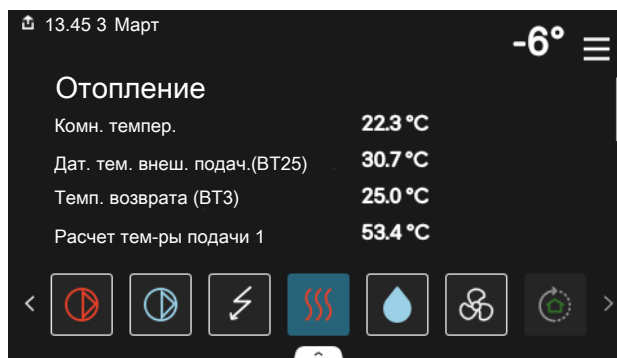 13.45 3 Март
-6°
Отопление
Комн. темпер. 22.3 °C
Дат. тем. внеш. подач.(BT25) 30.7 °C
Темп. возврата (BT3) 25.0 °C
Расчет тем-ры подачи 1 53.4 °C